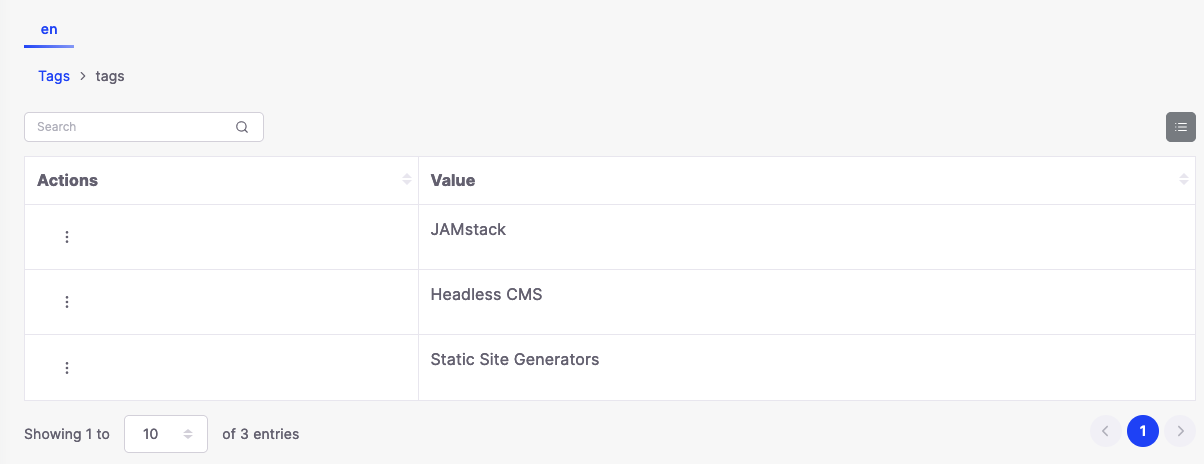 en
Tags > tags
Search
Actions Value
JAMstack
Headless CMS
Static Site Generators
Showing 1 to 10 of 3 entries 1